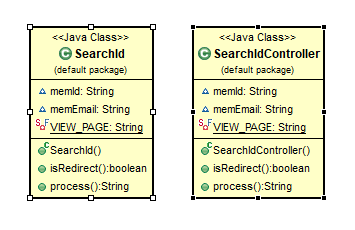 <<Java Class>>
C SearchId
(default package)
memId: String
memEmail: String
S F VIEW_PAGE: String
C SearchId()
isRedirect():boolean
process():String
<<Java Class>>
C SearchIdController
(default package)
memId: String
memEmail: String
S F VIEW_PAGE: String
C SearchIdController()
isRedirect():boolean
process():String